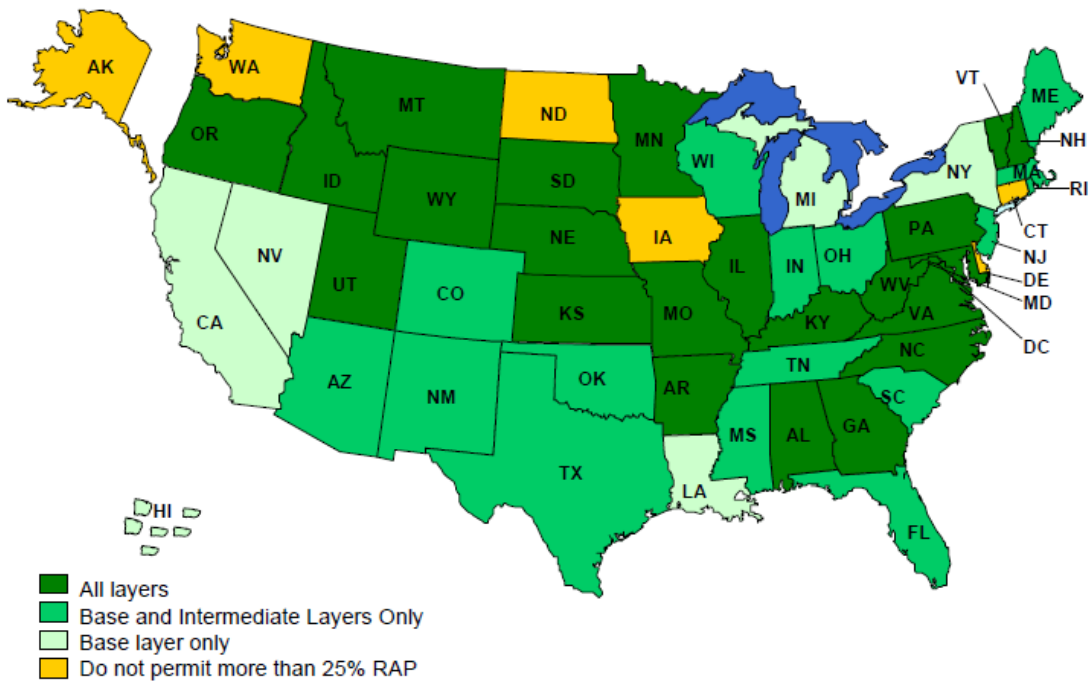 AK
WA
MT
ND
MN
VT
ME
OR
ID
WY
SD
WI
MI
NY
NH
MA
RI
NV
UT
CO
NE
IA
IL
IN
OH
PA
CT
NJ
CA
KS
MO
KY
WV
VA
DE
MD
DC
AZ
NM
OK
AR
TN
NC
SC
TX
LA
MS
AL
GA
FL
HI
All layers
Base and Intermediate Layers Only
Base layer only
Do not permit more than 25% RAP